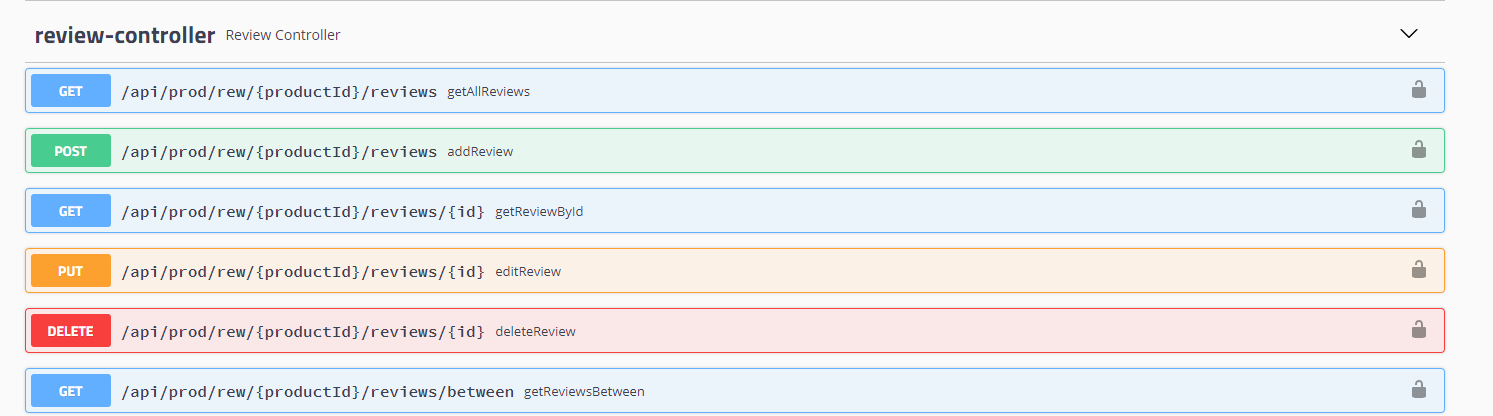 review-controller Review Controller
GET /api/prod/rew/{productId}/reviews getAllReviews
POST /api/prod/rew/{productId}/reviews addReview
GET /api/prod/rew/{productId}/reviews/{id} getReviewById
PUT /api/prod/rew/{productId}/reviews/{id} editReview
DELETE /api/prod/rew/{productId}/reviews/{id} deleteReview
GET /api/prod/rew/{productId}/reviews/between getReviewsBetween